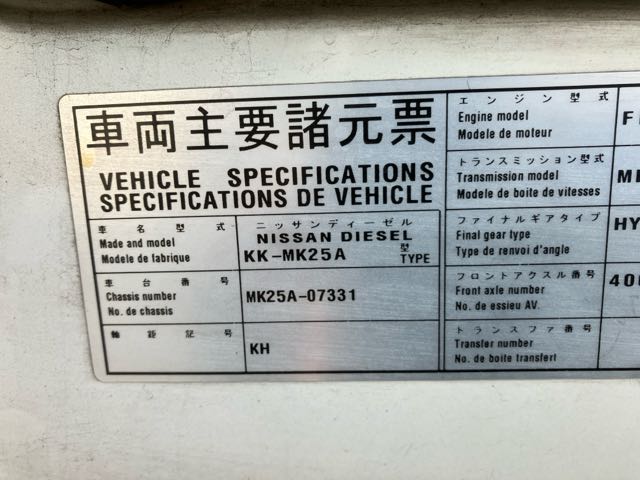 車両主要諸元票
VEHICLE SPECIFICATIONS
SPECIFICATIONS DE VEHICLE
車名型式
Made and model
Modele de fabrique
ニッサンディーゼル
NISSAN DIESEL
KK-MK25A
型
TYPE
車台番号
Chassis number
No. de chassis
MK25A-07331
軸距記号
KH
エンジン型式
Engine model
Modele de moteur
トランスミッション型式
Transmission model
Modele de boite de vitesses
ファイナルギアタイプ
Final gear type
Type de renvoi d'angle
HY
フロントアクスル番号
Front axle number
No. de essieu AV.
トランスファ番号
Transfer number
No. de boite transfert